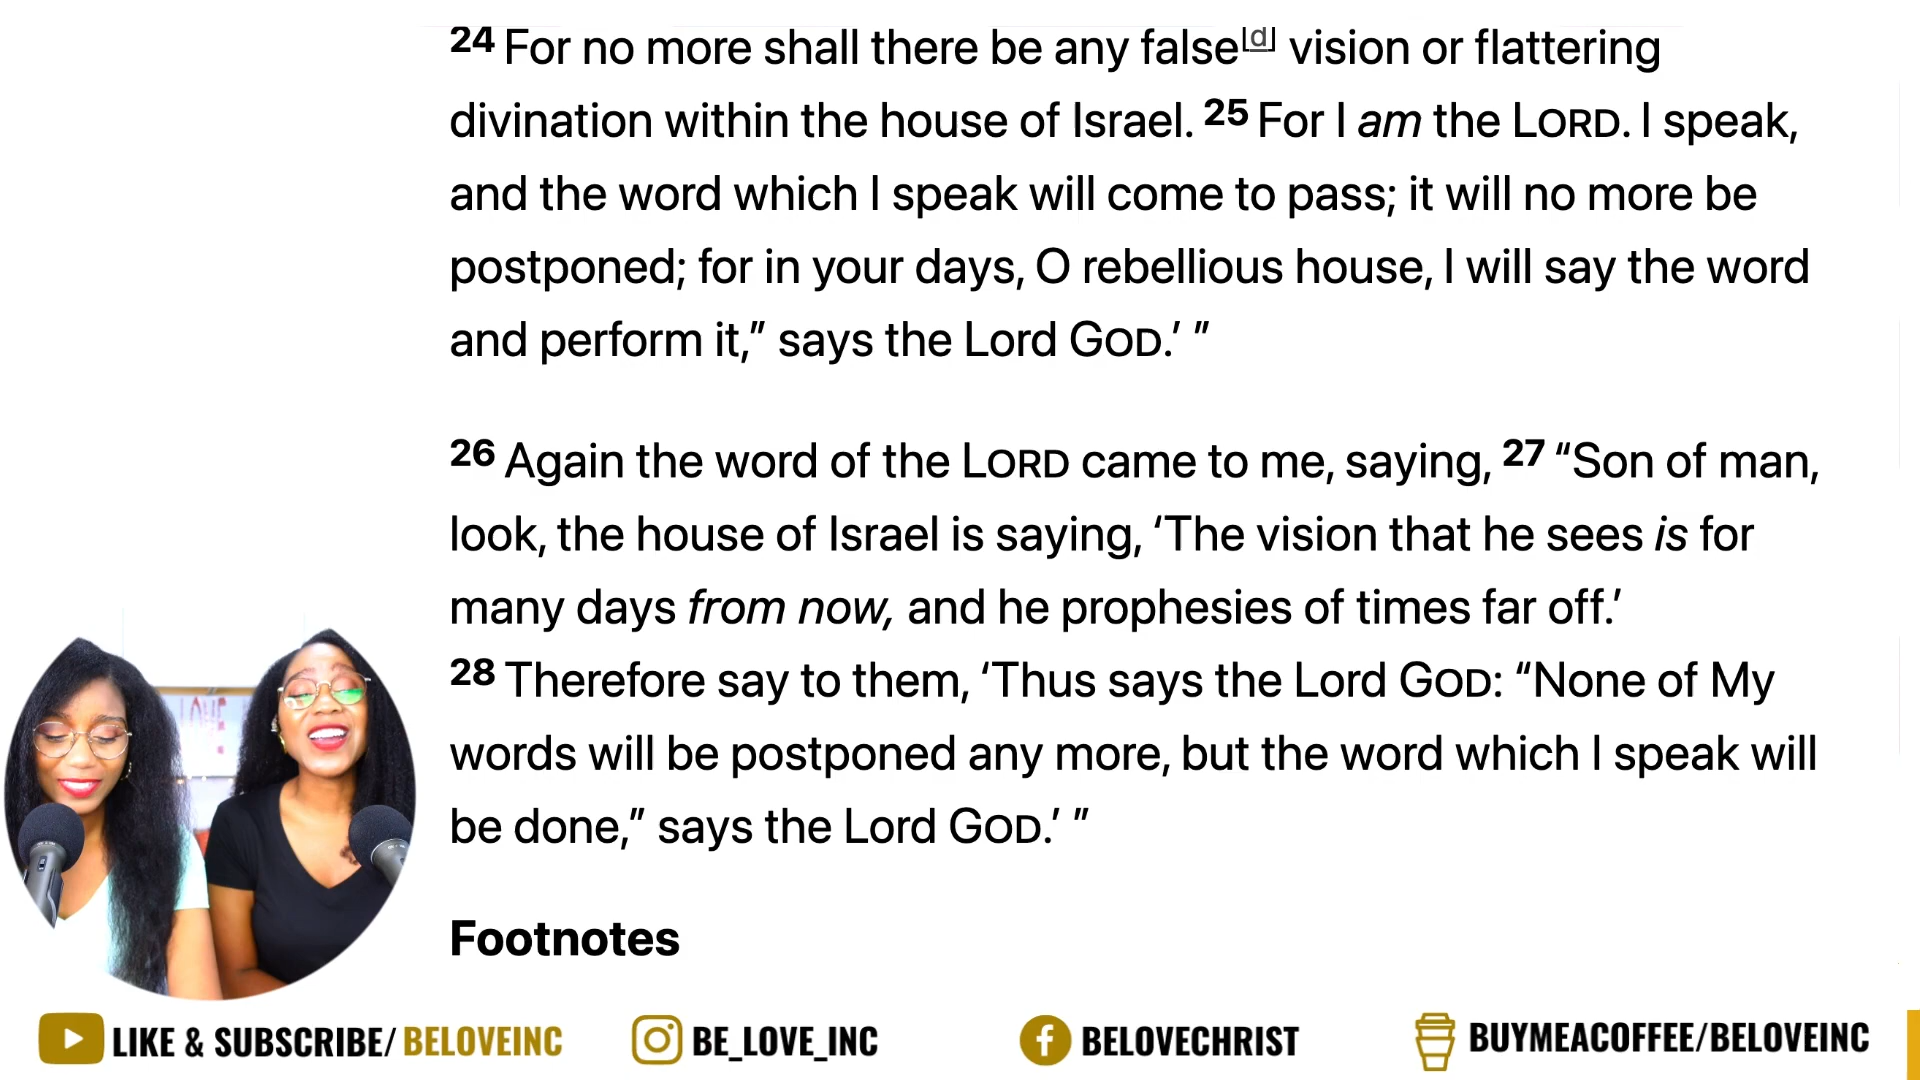 24 For no more shall there be any false[d] vision or flattering
divination within the house of Israel. 25 For I am the LORD. I speak,
and the word which I speak will come to pass; it will no more be
postponed; for in your days, O rebellious house, I will say the word
and perform it,” says the Lord GOD.’ ”
26 Again the word of the LORD came to me, saying, 27 “Son of man,
look, the house of Israel is saying, ‘The vision that he sees is for
many days from now, and he prophesies of times far off.’
28 Therefore say to them, ‘Thus says the Lord GOD: “None of My
words will be postponed any more, but the word which I speak will
be done,” says the Lord GOD.’ ”
Footnotes
LOVE
LIKE & SUBSCRIBE/ BELOVEINC
BE_LOVE_INC
BELOVECHRIST
BUYMEACOFFEE/BELOVEINC